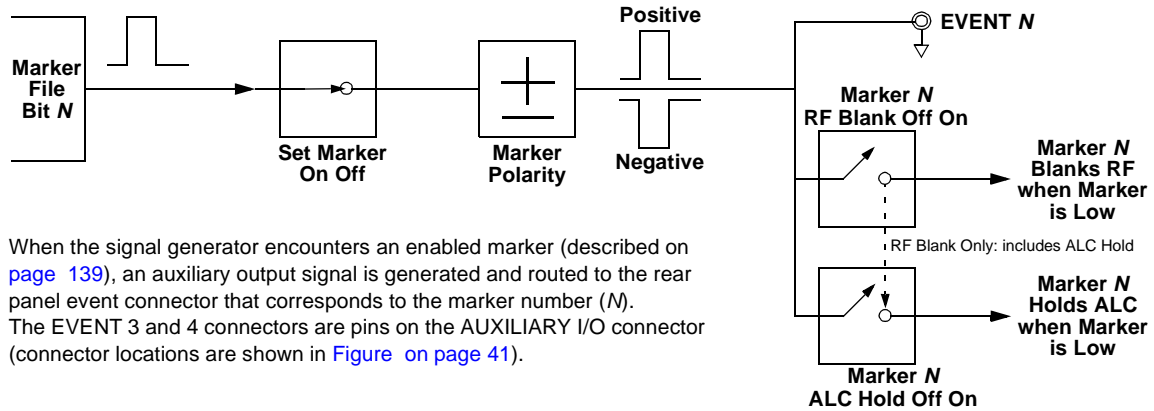 Marker
File
Bit N
Set Marker
On Off
Marker
Polarity
Positive
Negative
EVENT N
Marker N
RF Blank Off On
Marker N
Blanks RF
when Marker
is Low
RF Blank Only: includes ALC Hold
Marker N
Holds ALC
when Marker
is Low
Marker N
ALC Hold Off On
When the signal generator encounters an enabled marker (described on
page 139), an auxiliary output signal is generated and routed to the rear
panel event connector that corresponds to the marker number (N).
The EVENT 3 and 4 connectors are pins on the AUXILIARY I/O connector
(connector locations are shown in Figure on page 41).